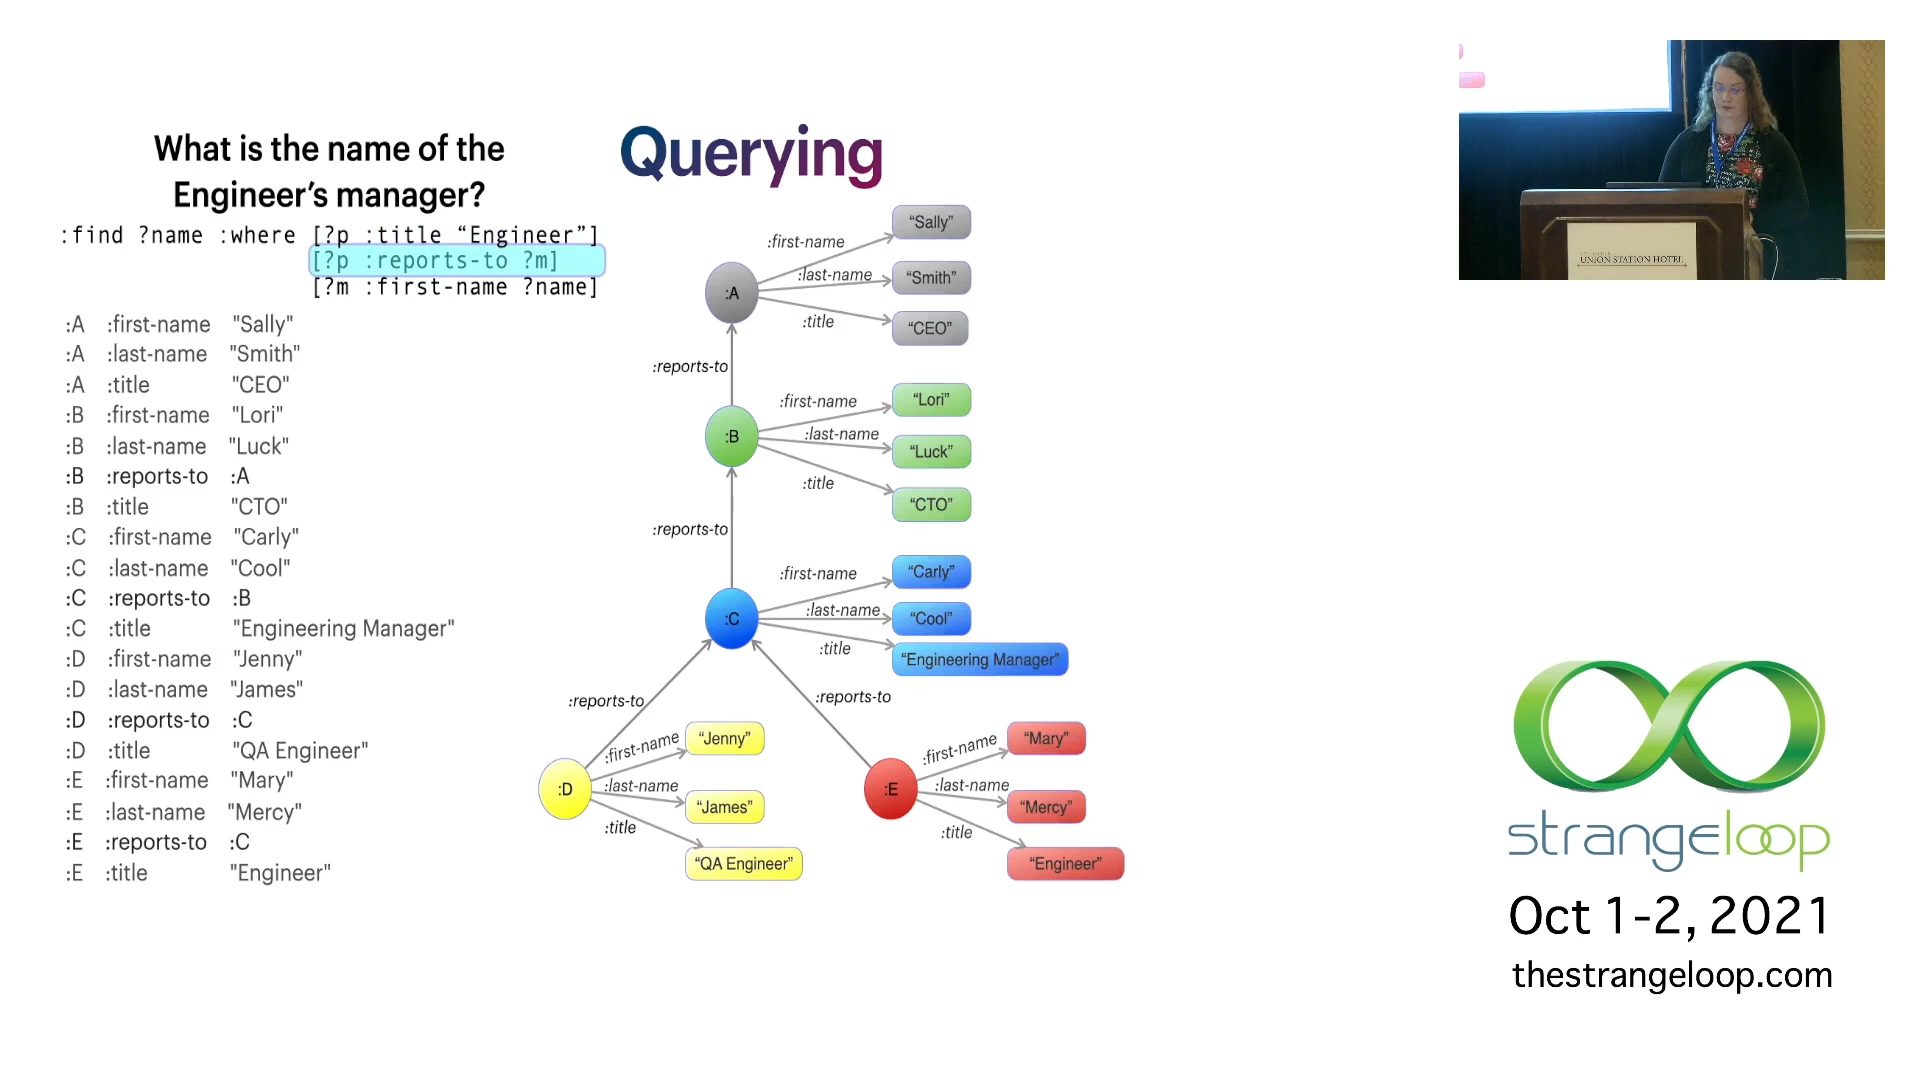 What is the name of the
Engineer's manager?
Querying
:find ?name :where [?p :title “Engineer”]
[?p :reports-to ?m]
[?m :first-name ?name]
:A :first-name "Sally"
:A :last-name "Smith"
:A :title "CEO"
:B :first-name "Lori"
:B :last-name "Luck"
:B :reports-to :A
:B :title "CTO"
:C :first-name "Carly"
:C :last-name "Cool"
:C :reports-to :B
:C :title "Engineering Manager"
:D :first-name "Jenny"
:D :last-name "James"
:D :reports-to :C
:D :title "QA Engineer"
:E :first-name "Mary"
:E :last-name "Mercy"
:E :reports-to :C
:E :title "Engineer"
:A
:first-name
“Sally”
:last-name
“Smith”
:title
“CEO”
:reports-to
:B
:first-name
“Lori”
:last-name
“Luck”
:title
“CTO”
:reports-to
:C
:first-name
“Carly”
:last-name
“Cool”
:title
“Engineering Manager”
:reports-to
:reports-to
:D
:first-name
“Jenny”
:last-name
“James”
:title
“QA Engineer”
:E
:first-name
“Mary”
:last-name
“Mercy”
:title
“Engineer”
UNION STATION HOTEL
strangeloop
Oct 1-2, 2021
thestrangeloop.com